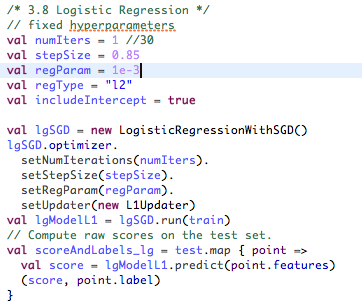 /* 3.8 Logistic Regression */
// fixed hyperparameters
val numIters = 1 //30
val stepSize = 0.85
val regParam = 1e-3
val regType = "l2"
val includeIntercept = true

val lgSGD = new LogisticRegressionWithSGD()
lgSGD.optimizer.
  setNumIterations(numIters).
  setStepSize(stepSize).
  setRegParam(regParam).
  setUpdater(new L1Updater)
val lgModelL1 = lgSGD.run(train)
// Compute raw scores on the test set.
val scoreAndLabels_lg = test.map { point =>
  val score = lgModelL1.predict(point.features)
  (score, point.label)
}